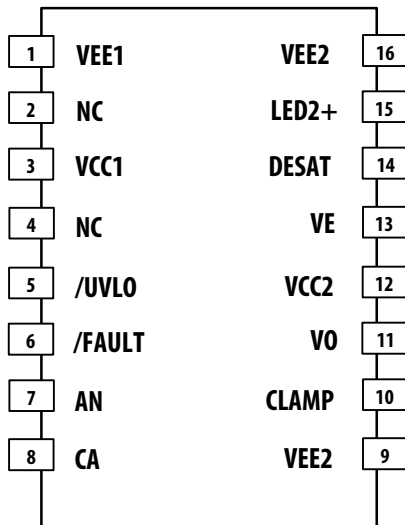 1 VEE1 VEE2 16
2 NC LED2+ 15
3 VCC1 DESAT 14
4 NC VE 13
5 /UVLO VCC2 12
6 /FAULT VO 11
7 AN CLAMP 10
8 CA VEE2 9